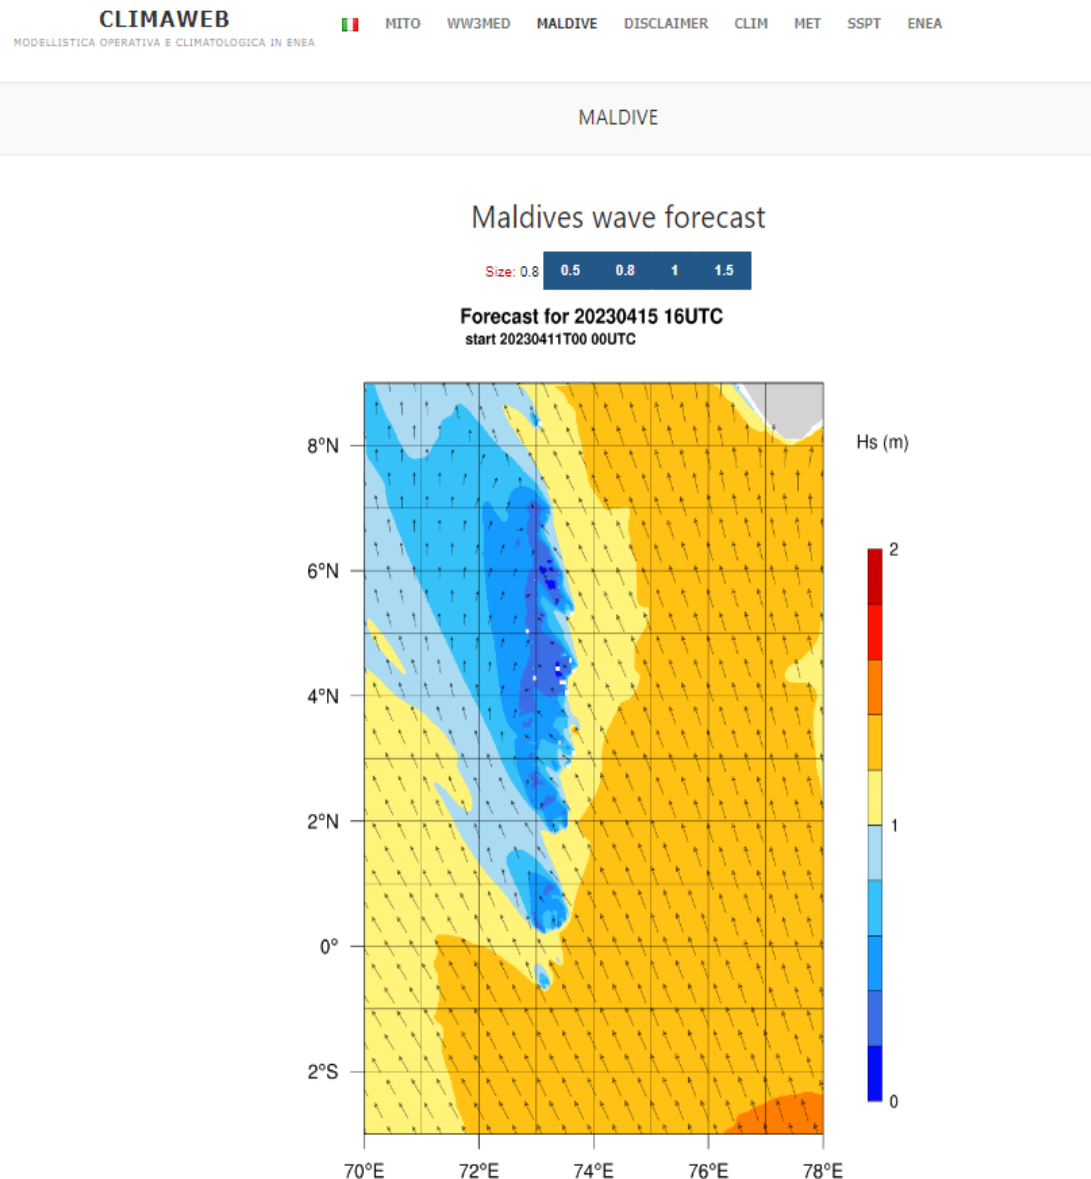 CLIMAWEB
MODELLISTICA OPERATIVA E CLIMATOLOGICA IN ENEA
MITO WW3MED MALDIVE DISCLAIMER CLIM MET SSPT ENEA
MALDIVE
Maldives wave forecast
Size: 0.8 0.5 0.8 1 1.5
Forecast for 20230415 16UTC
start 20230411T00 00UTC
8°N
6°N
4°N
2°N
0°
2°S
70°E 72°E 74°E 76°E 78°E
Hs (m)
2
1
0